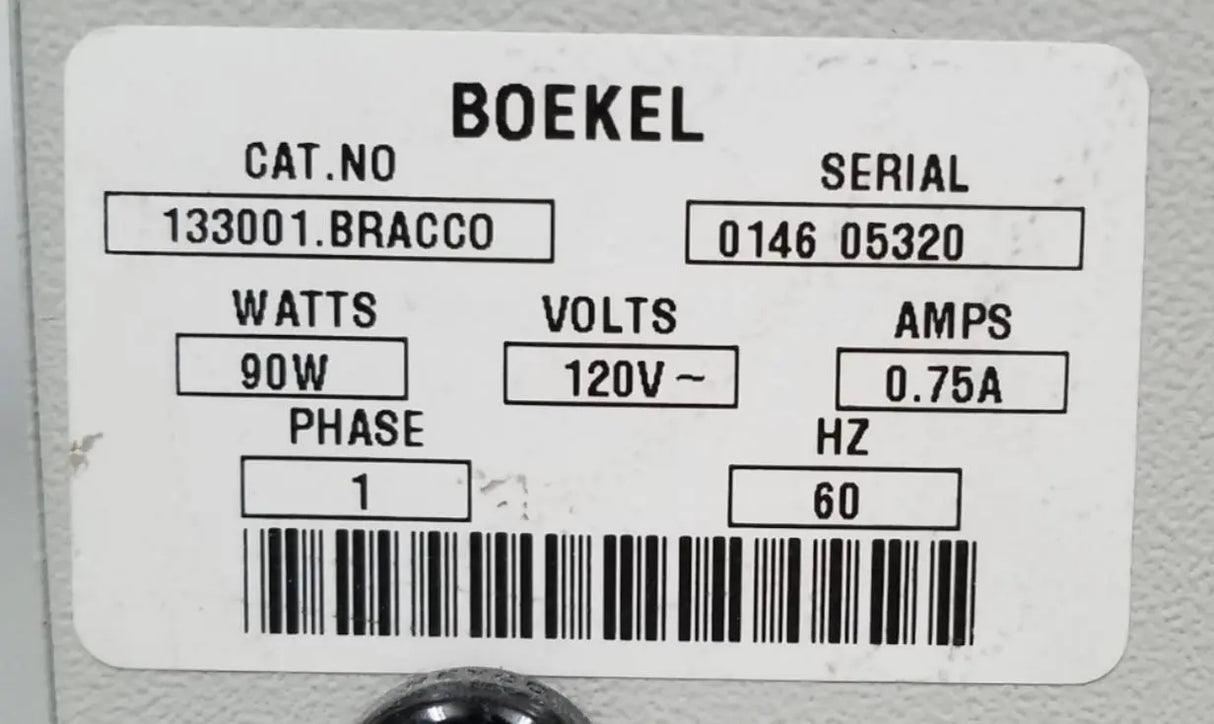 BOEKEL
CAT.NO SERIAL
133001.BRACCO 0146 05320
WATTS VOLTS AMPS
90W 120V~ 0.75A
PHASE HZ
1 60